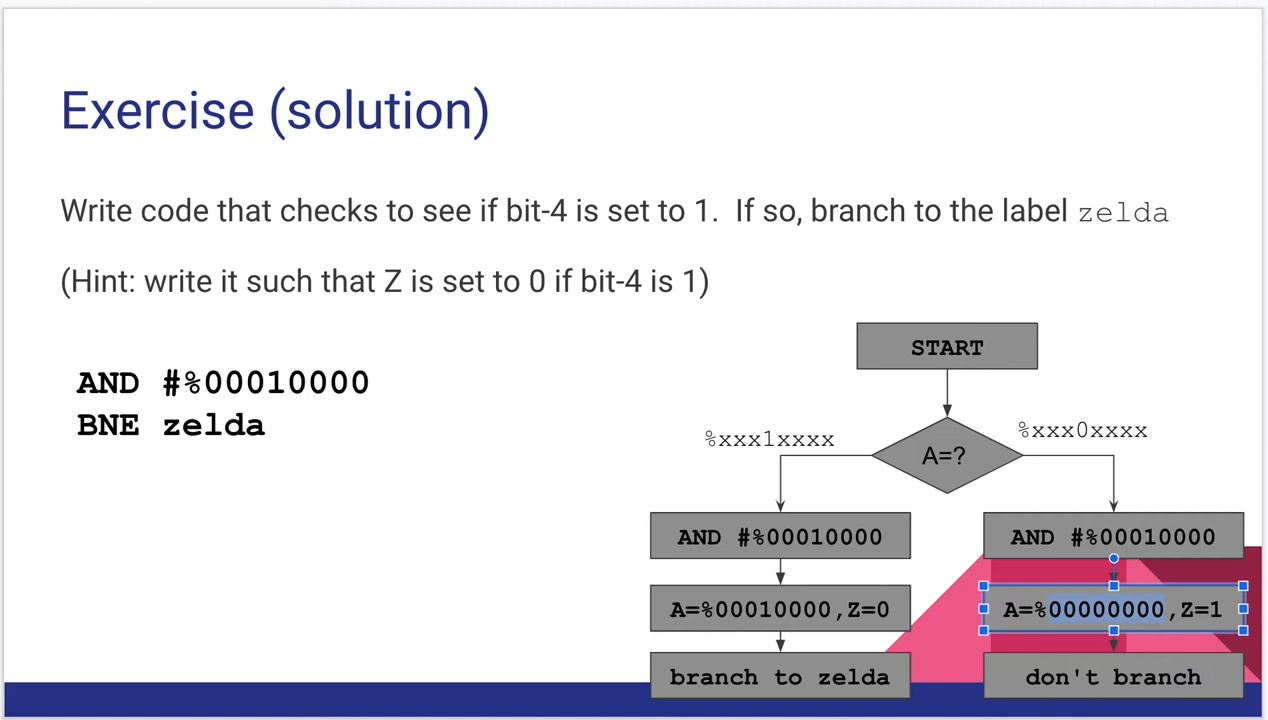 Exercise (solution)
Write code that checks to see if bit-4 is set to 1.  If so, branch to the label zelda
(Hint: write it such that Z is set to 0 if bit-4 is 1)
AND #%00010000
BNE zelda
START
A=?
%xxx1xxxx
%xxx0xxxx
AND #%00010000
AND #%00010000
A=%00010000,Z=0
A=%00000000,Z=1
branch to zelda
don't branch